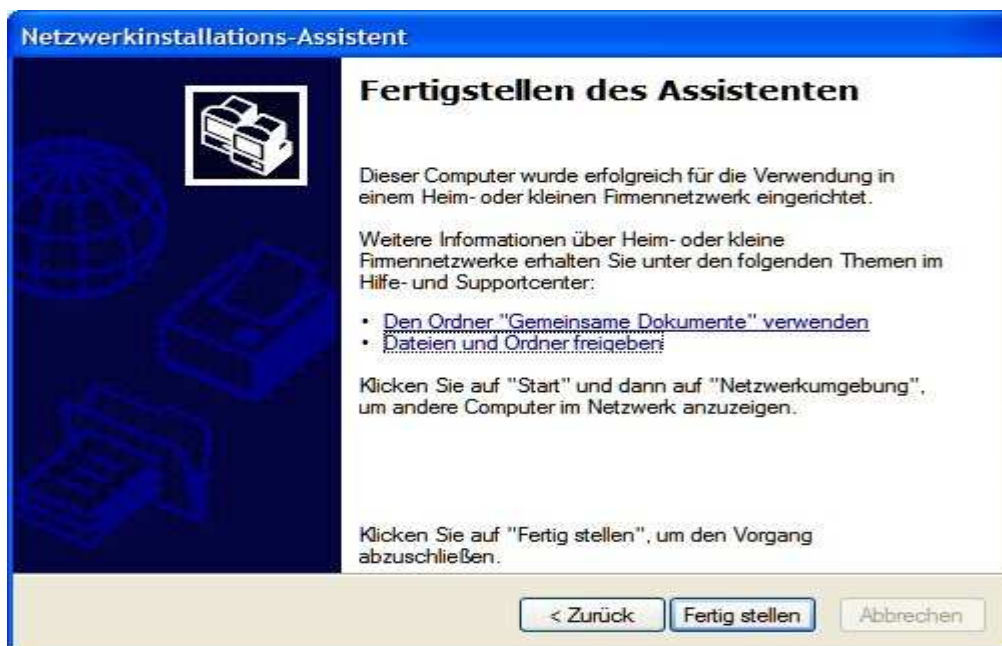 Netzwerkinstallations-Assistent
Fertigstellen des Assistenten
Dieser Computer wurde erfolgreich für die Verwendung in
einem Heim- oder kleinen Firmennetzwerk eingerichtet.
Weitere Informationen über Heim- oder kleine
Firmennetzwerke erhalten Sie unter den folgenden Themen im
Hilfe- und Supportcenter:
• Den Ordner "Gemeinsame Dokumente" verwenden
• Dateien und Ordner freigeben
Klicken Sie auf "Start" und dann auf "Netzwerkumgebung",
um andere Computer im Netzwerk anzuzeigen.
Klicken Sie auf "Fertig stellen", um den Vorgang
abzuschließen.
< Zurück Fertig stellen Abbrechen